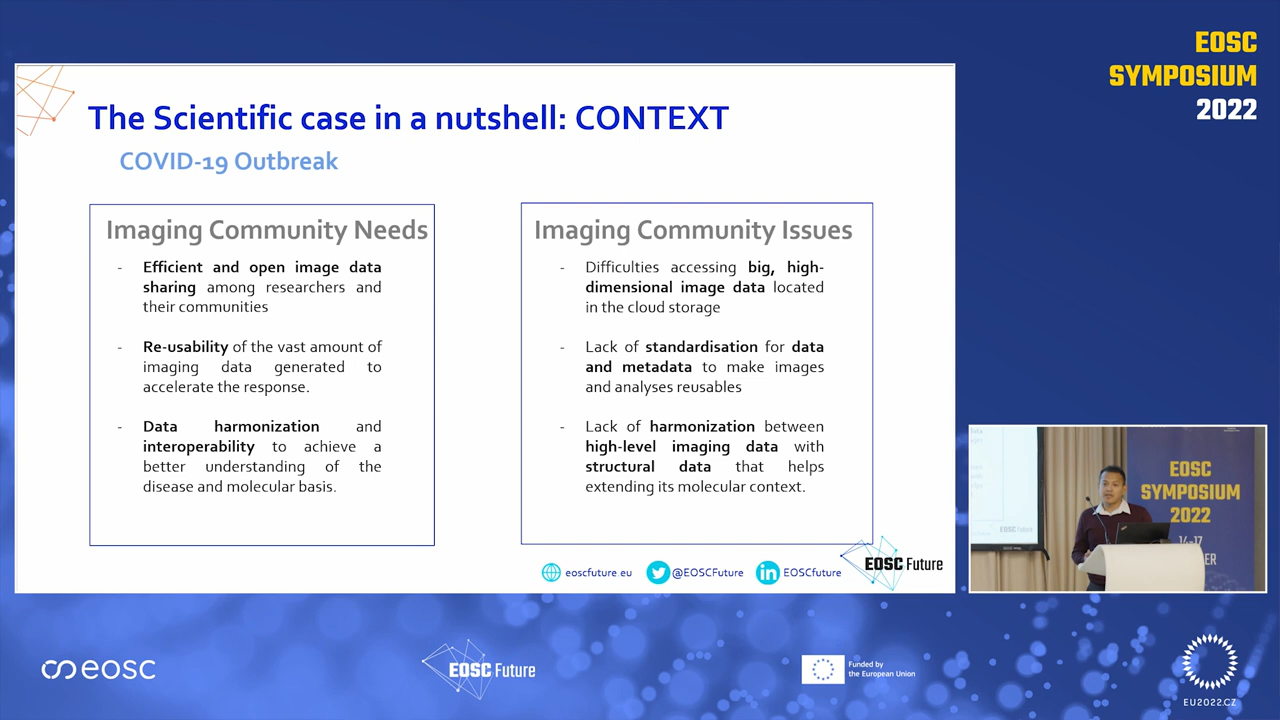 EOSC
SYMPOSIUM
2022
The Scientific case in a nutshell: CONTEXT
COVID-19 Outbreak
Imaging Community Needs
- Efficient and open image data
sharing among researchers and
their communities
- Re-usability of the vast amount of
imaging data generated to
accelerate the response.
- Data harmonization and
interoperability to achieve a
better understanding of the
disease and molecular basis.
Imaging Community Issues
- Difficulties accessing big, high-
dimensional image data located
in the cloud storage
- Lack of standardisation for data
and metadata to make images
and analyses reusables
- Lack of harmonization between
high-level imaging data with
structural data that helps
extending its molecular context.
eoscfuture.eu
@EOSCFuture
EOSCfuture
EOSC Future
EOSC
SYMPOSIUM
2022
14-17
EOSC Future
eosc
EOSC Future
Funded by
the European Union
EU2022.CZ